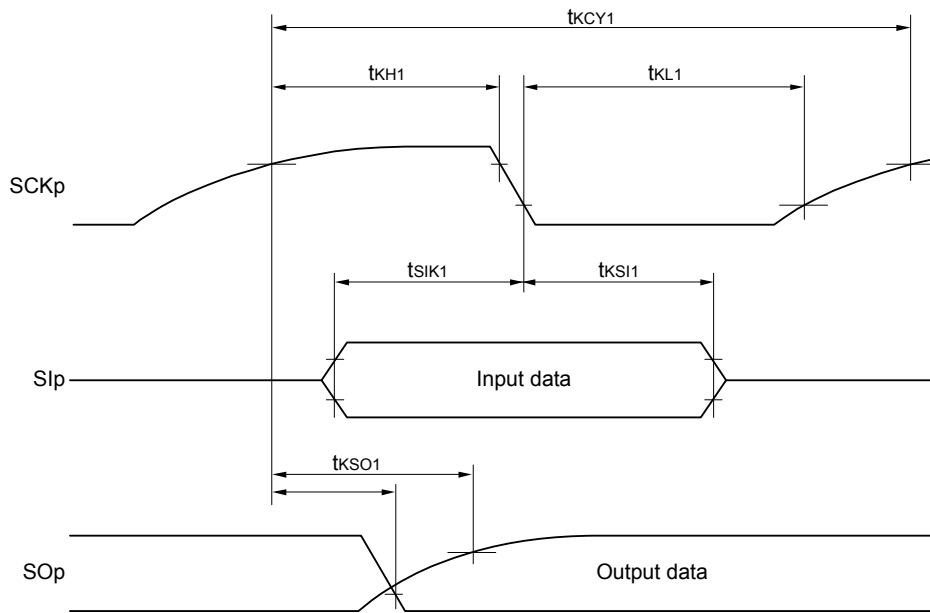 tKCY1
tKH1
tKL1
SCKp
tSIK1
tKSI1
SIp
Input data
tKSO1
SOp
Output data